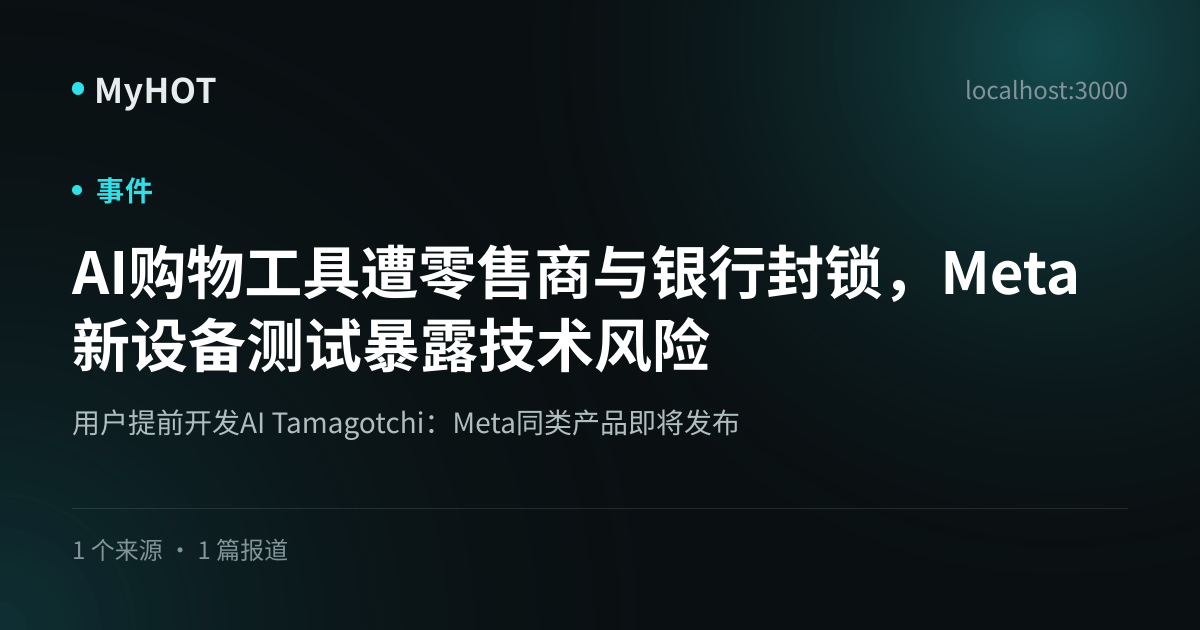 MyHOT
localhost:3000
事件
AI购物工具遭零售商与银行封锁，Meta
新设备测试暴露技术风险
用户提前开发AI Tamagotchi：Meta同类产品即将发布
1 个来源 · 1 篇报道